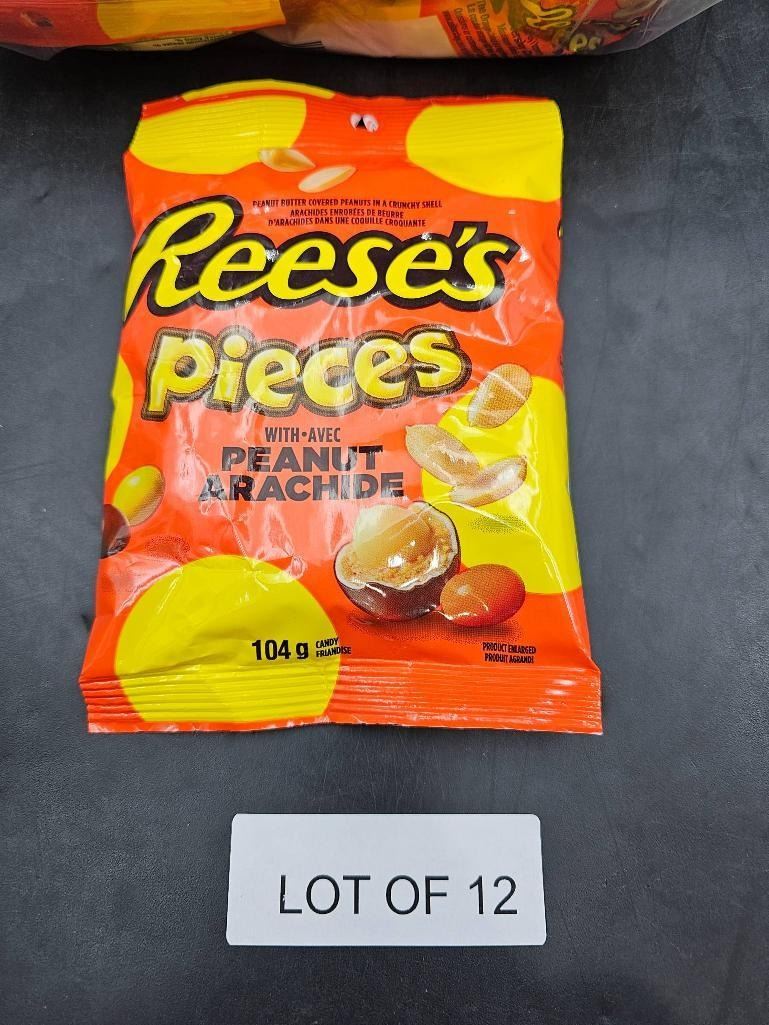 PEANUT BUTTER COVERED PEANUTS IN A CRUNCHY SHELL
ARACHIDES ENROBÉES DE BEURRE
D'ARACHIDES DANS UNE COQUILLE CROQUANTE
Reese's
pieces
WITH • AVEC
PEANUT
ARACHIDE
104 g CANDY
FRIANDISE
PRODUCT ENLARGED
PRODUIT AGRANDI
LOT OF 12